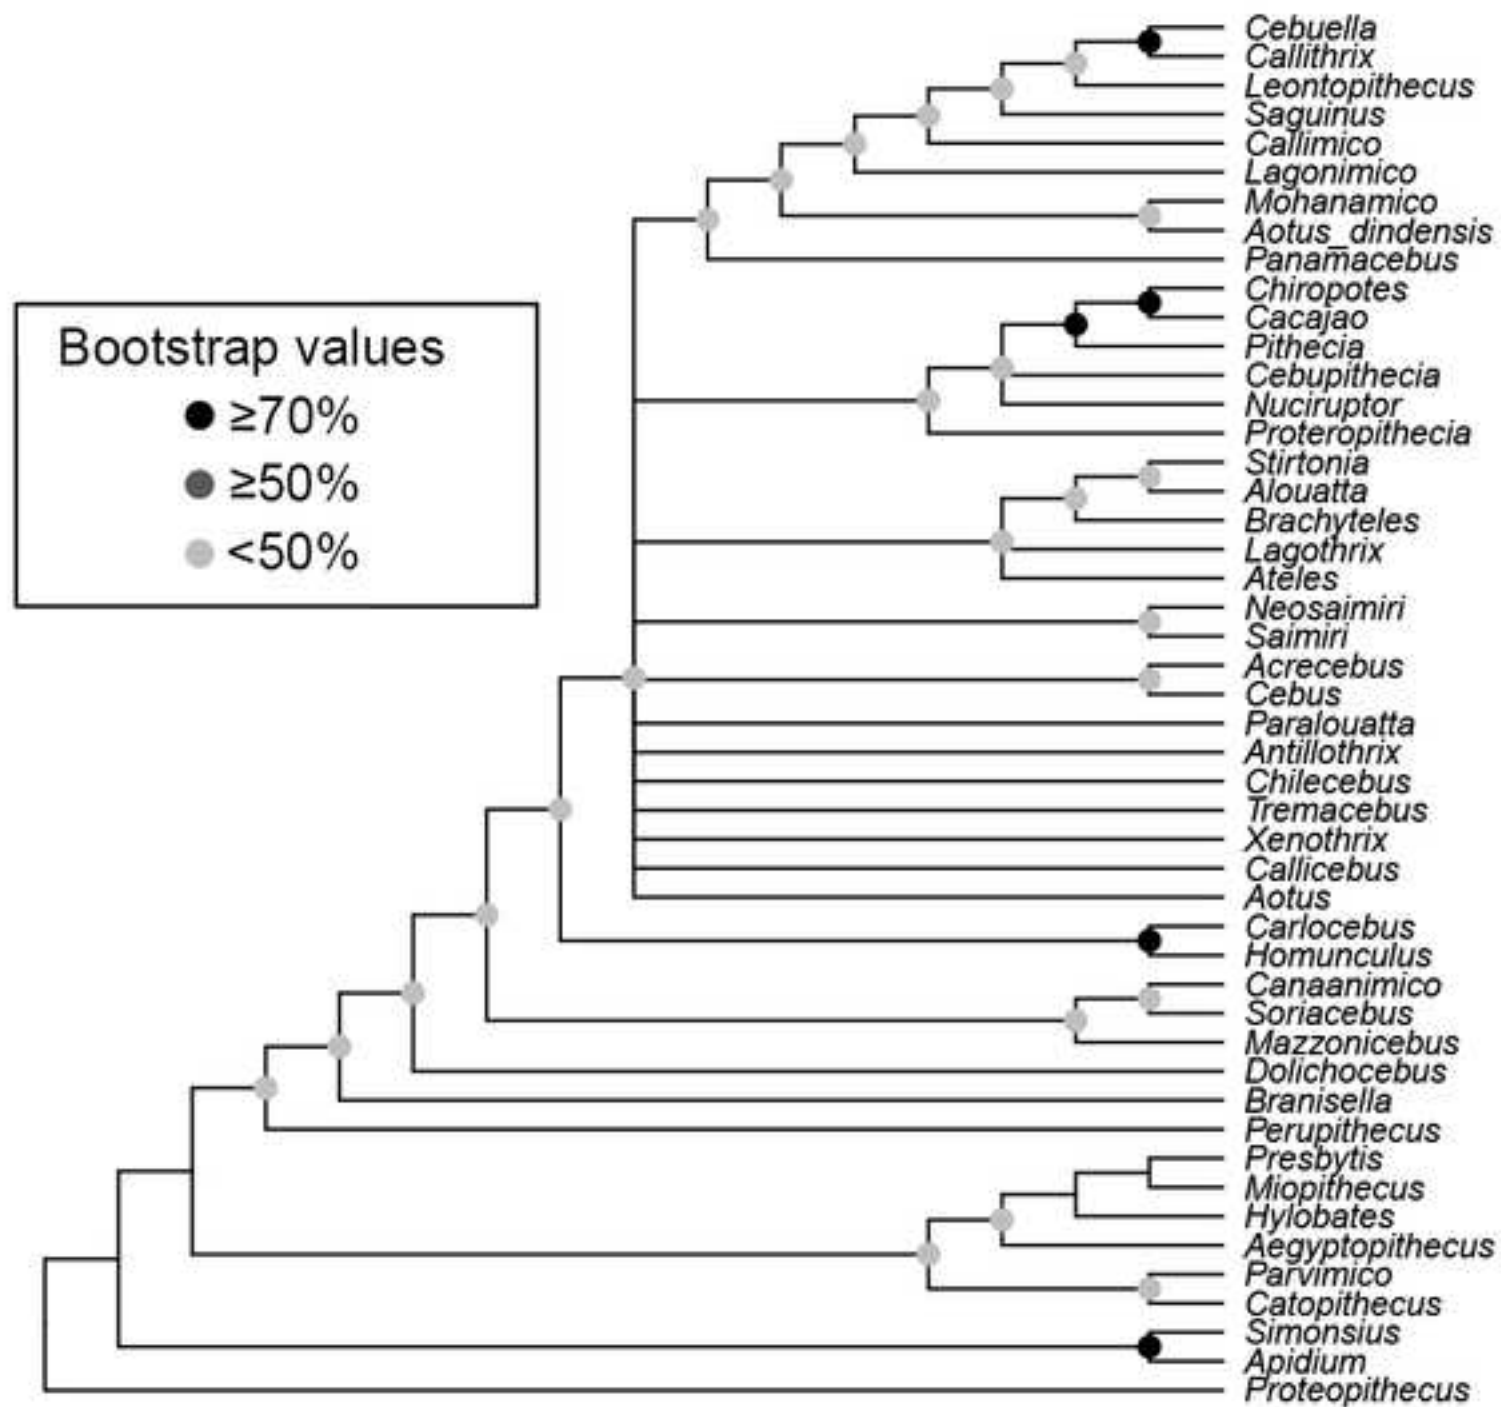 Cebuella
Callithrix
Leontopithecus
Saguinus
Callimico
Lagonimico
Mohanamico
Aotus_dindensis
Panamacebus
Chiropotes
Cacajao
Pithecia
Cebupithecia
Nuciruptor
Proteropithecia
Stirtonia
Alouatta
Brachyteles
Lagothrix
Ateles
Neosaimiri
Saimiri
Acrecebus
Cebus
Paralouatta
Antillothrix
Chilecebus
Tremacebus
Xenothrix
Callicebus
Aotus
Carlocebus
Homunculus
Canaanimico
Soriacebus
Mazzonicebus
Dolichocebus
Branisella
Perupithecus
Presbytis
Miopithecus
Hylobates
Aegyptopithecus
Parvimico
Catopithecus
Simonsius
Apidium
Proteopithecus
Bootstrap values
≥70%
≥50%
<50%